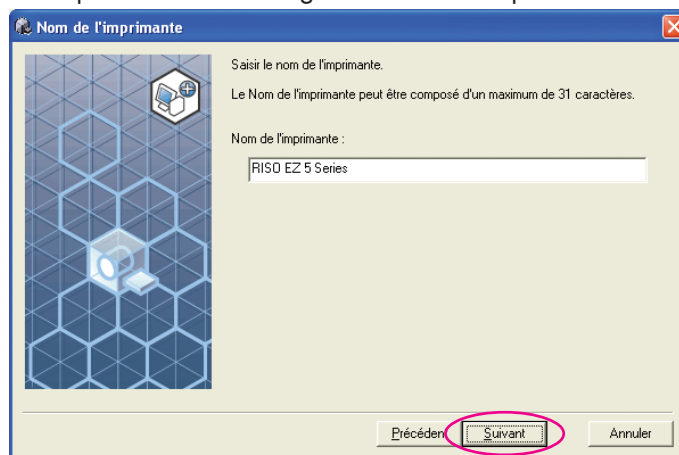 Nom de l'imprimante
Saisir le nom de l'imprimante.
Le Nom de l'imprimante peut être composé d'un maximum de 31 caractères.
Nom de l'imprimante :
RISO EZ 5 Series
Précéden Suivant Annuler